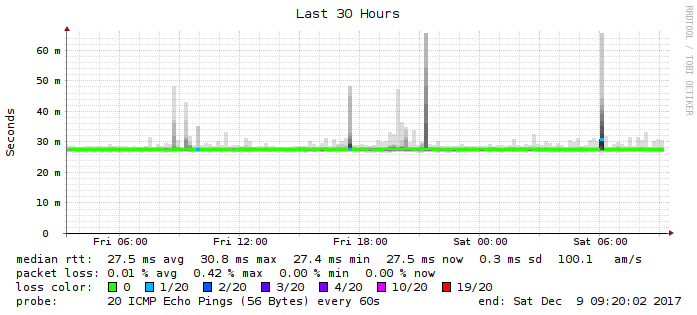 Last 30 Hours
RRDTOOL / TOBI OETIKER
Seconds
60 m
50 m
40 m
30 m
20 m
10 m
0
Fri 06:00 Fri 12:00 Fri 18:00 Sat 00:00 Sat 06:00
median rtt: 27.5 ms avg 30.8 ms max 27.4 ms min 27.5 ms now 0.3 ms sd 100.1 am/s
packet loss: 0.01 % avg 0.42 % max 0.00 % min 0.00 % now
loss color: 0 1/20 2/20 3/20 4/20 10/20 19/20
probe: 20 ICMP Echo Pings (56 Bytes) every 60s end: Sat Dec 9 09:20:02 2017